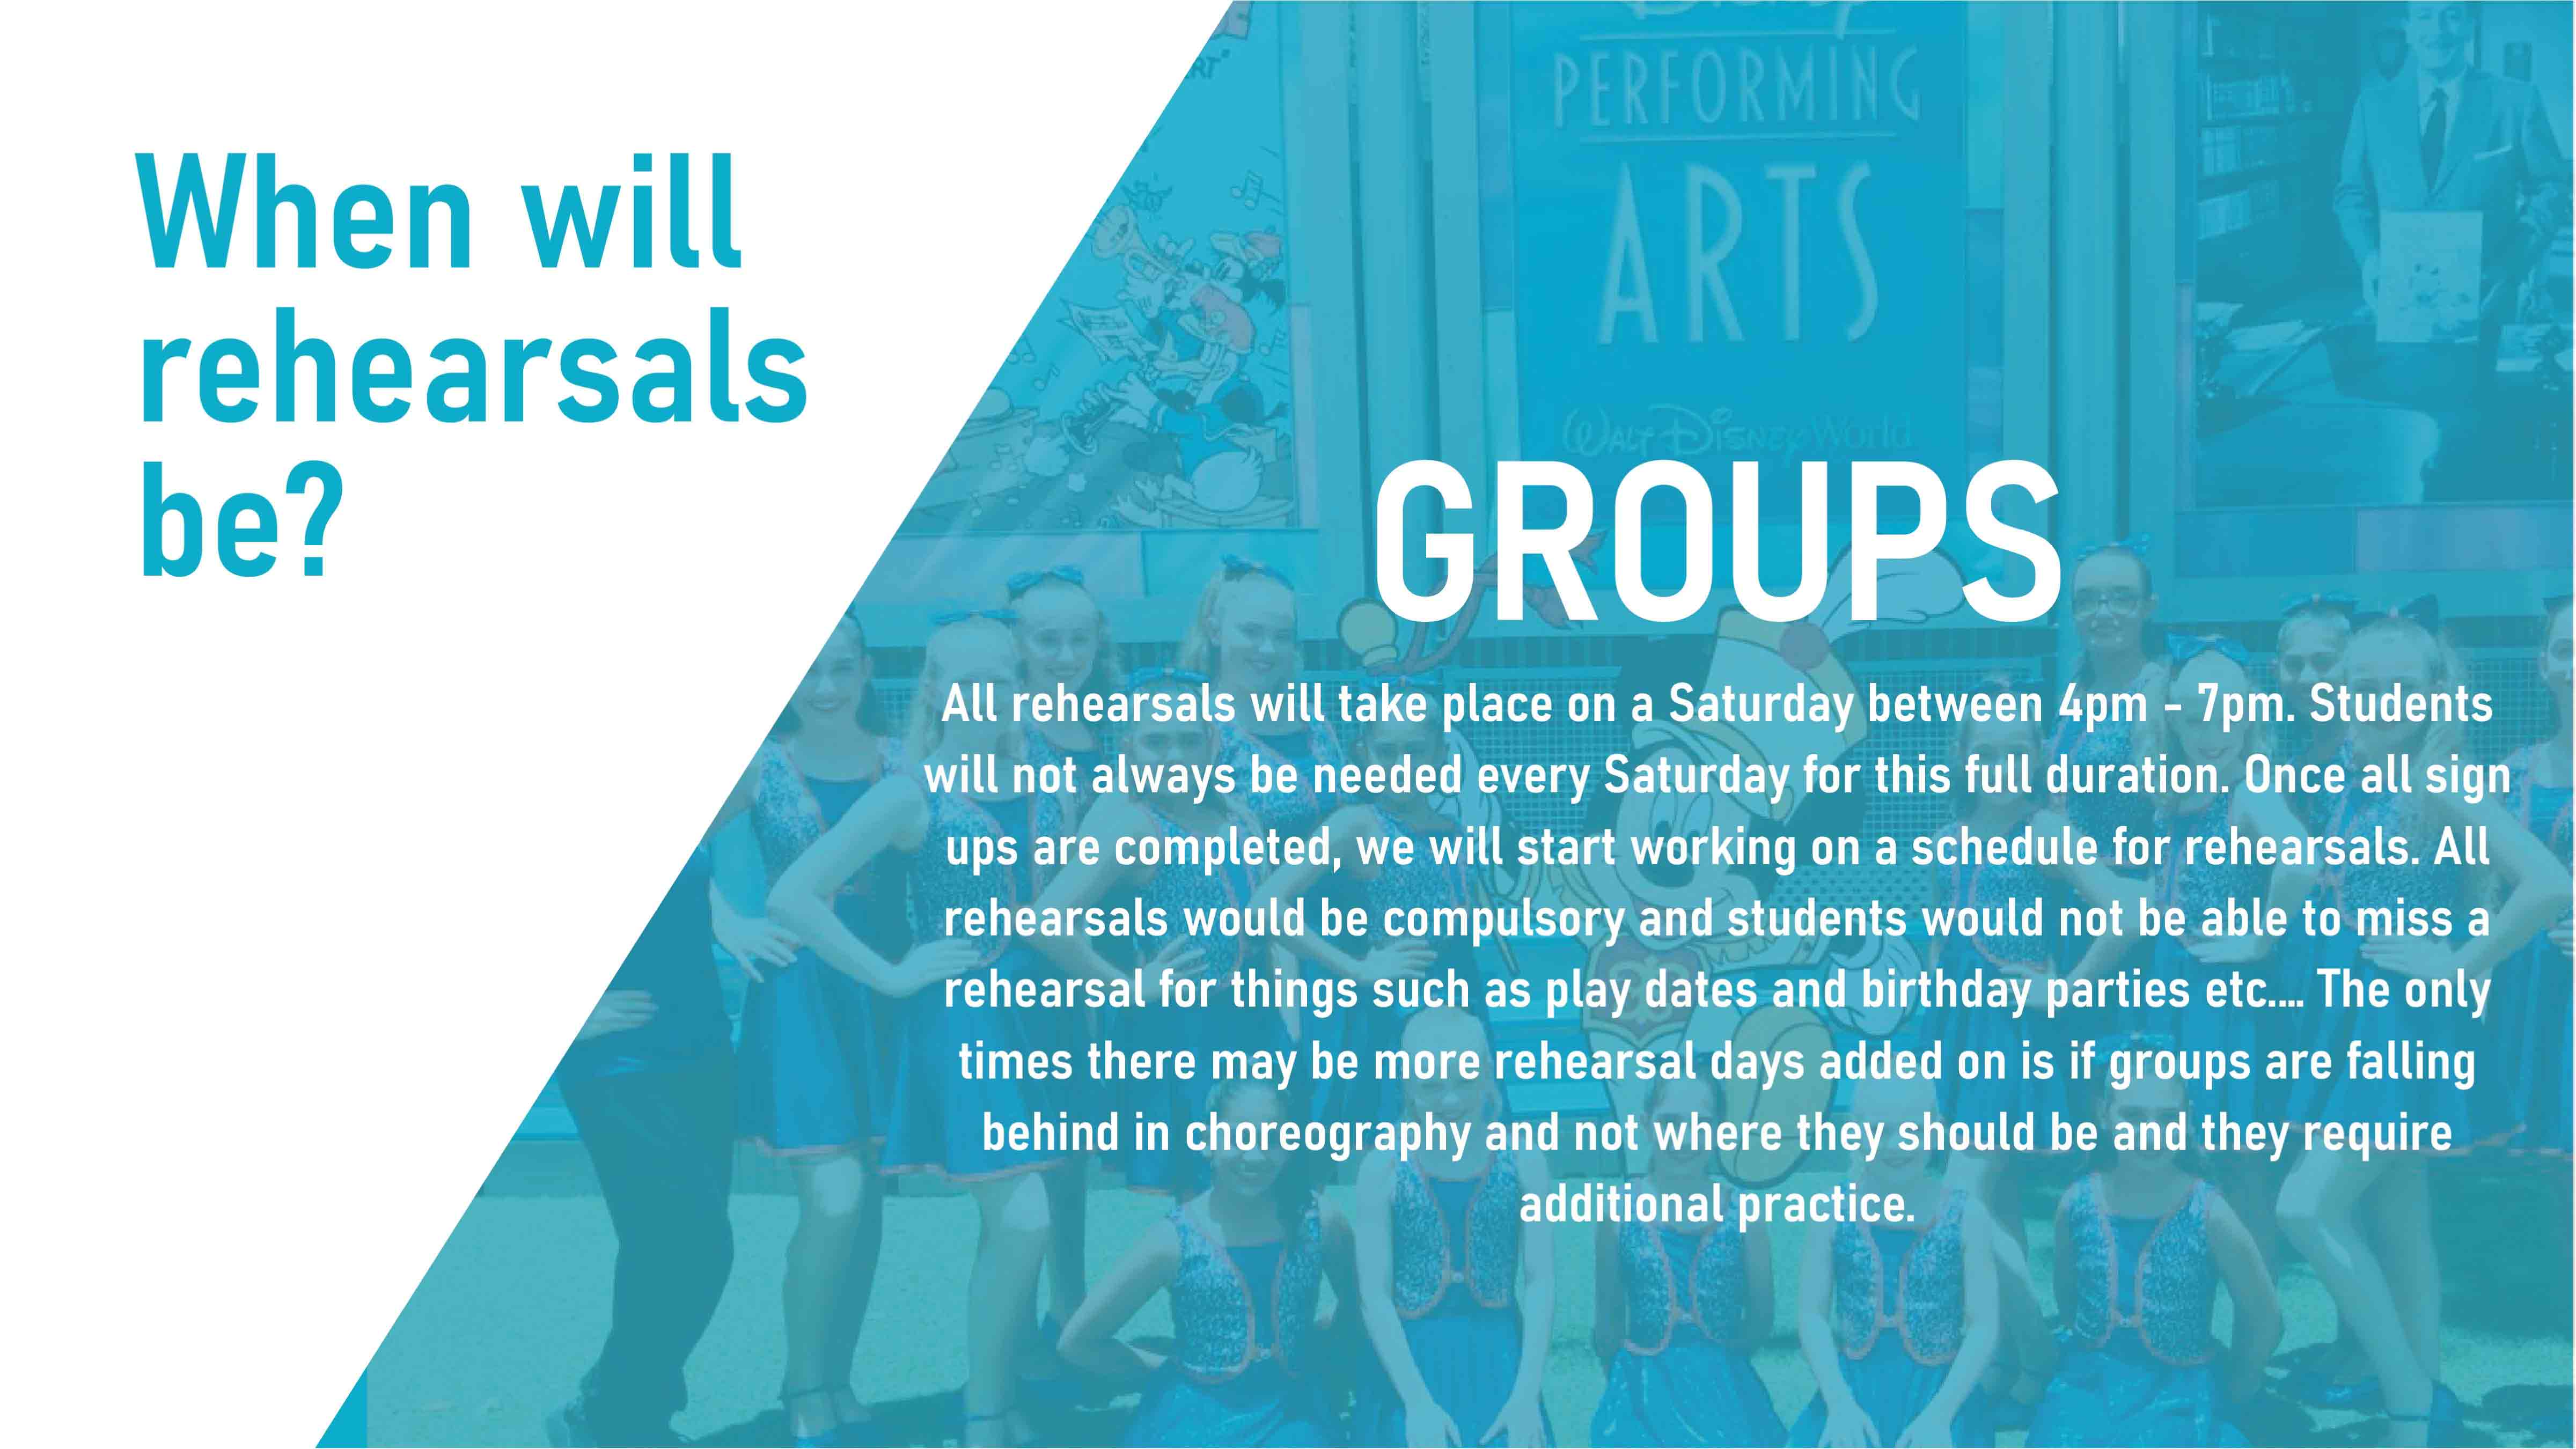 When will
rehearsals
be?
PERFORMING
ARTS
WALT DISNEY World
GROUPS
All rehearsals will take place on a Saturday between 4pm - 7pm. Students
will not always be needed every Saturday for this full duration. Once all sign
ups are completed, we will start working on a schedule for rehearsals. All
rehearsals would be compulsory and students would not be able to miss a
rehearsal for things such as play dates and birthday parties etc.... The only
times there may be more rehearsal days added on is if groups are falling
behind in choreography and not where they should be and they require
additional practice.